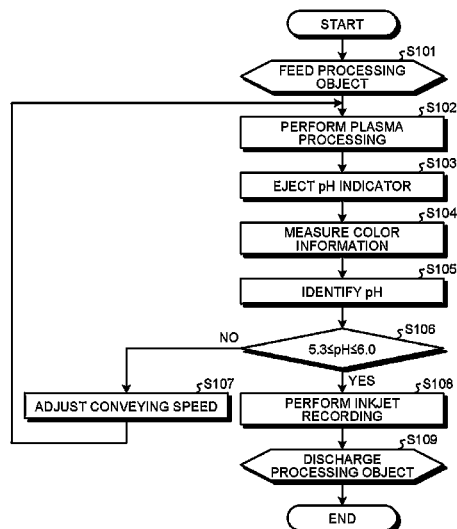 START
S101
FEED PROCESSING
OBJECT
S102
PERFORM PLASMA
PROCESSING
S103
EJECT pH INDICATOR
S104
MEASURE COLOR
INFORMATION
S105
IDENTIFY pH
S106
NO
5.3≤pH≤6.0
S107
YES
S108
ADJUST CONVEYING SPEED
PERFORM INKJET
RECORDING
S109
DISCHARGE
PROCESSING OBJECT
END